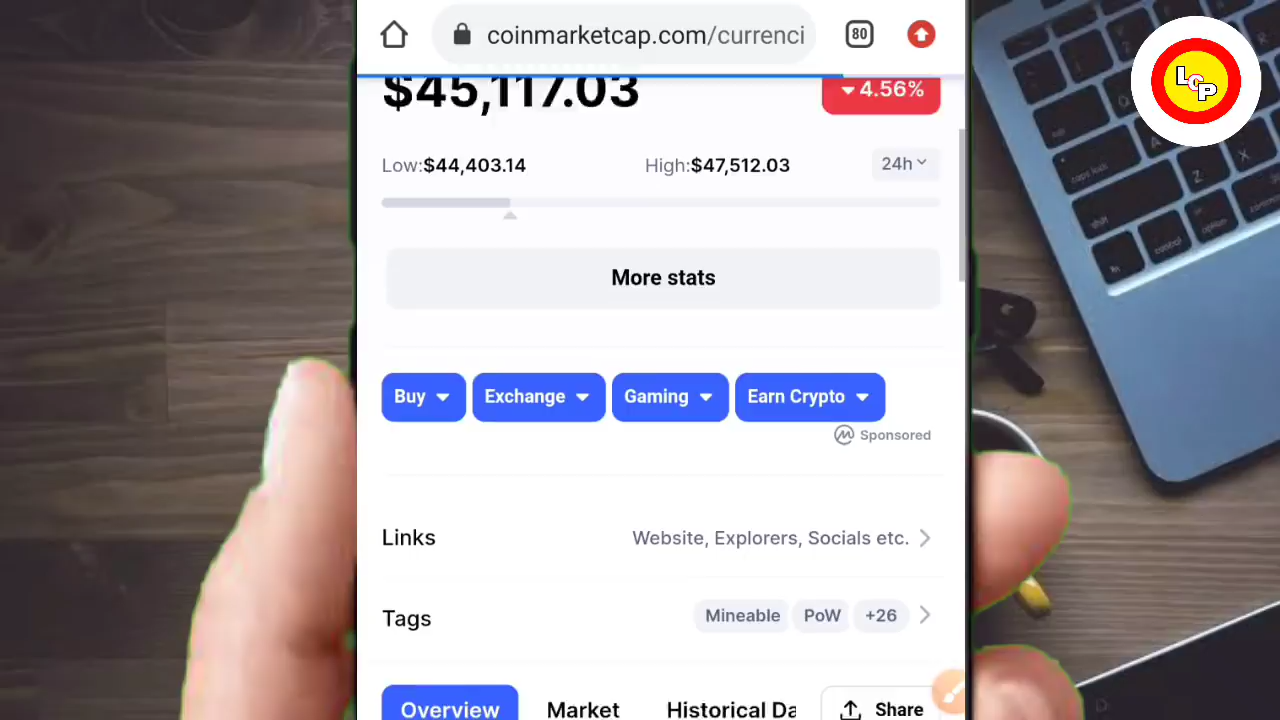 coinmarketcap.com/currenci
80
$45,117.03
4.56%
Low:$44,403.14
High:$47,512.03
24h
More stats
Buy
Exchange
Gaming
Earn Crypto
Sponsored
Links
Website, Explorers, Socials etc.
Tags
Mineable
PoW
+26
Overview
Market
Historical Da
Share
LCP